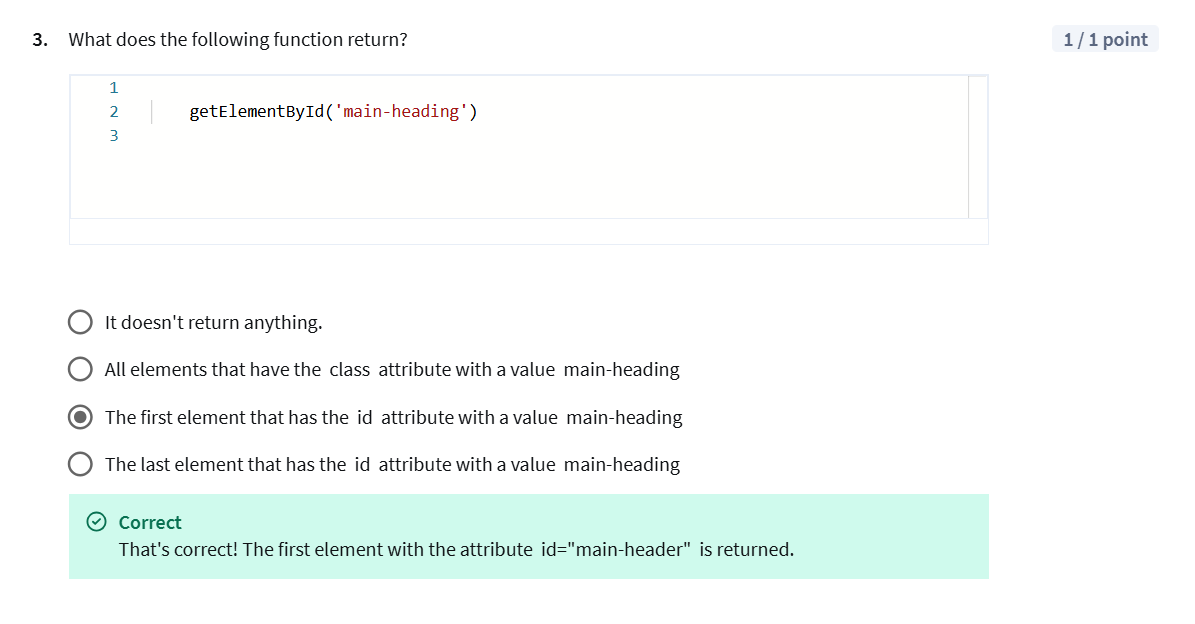 3. What does the following function return?
1 / 1 point
1
2 getElementById('main-heading')
3
It doesn't return anything.
All elements that have the class attribute with a value main-heading
The first element that has the id attribute with a value main-heading
The last element that has the id attribute with a value main-heading
Correct
That's correct! The first element with the attribute id="main-header" is returned.